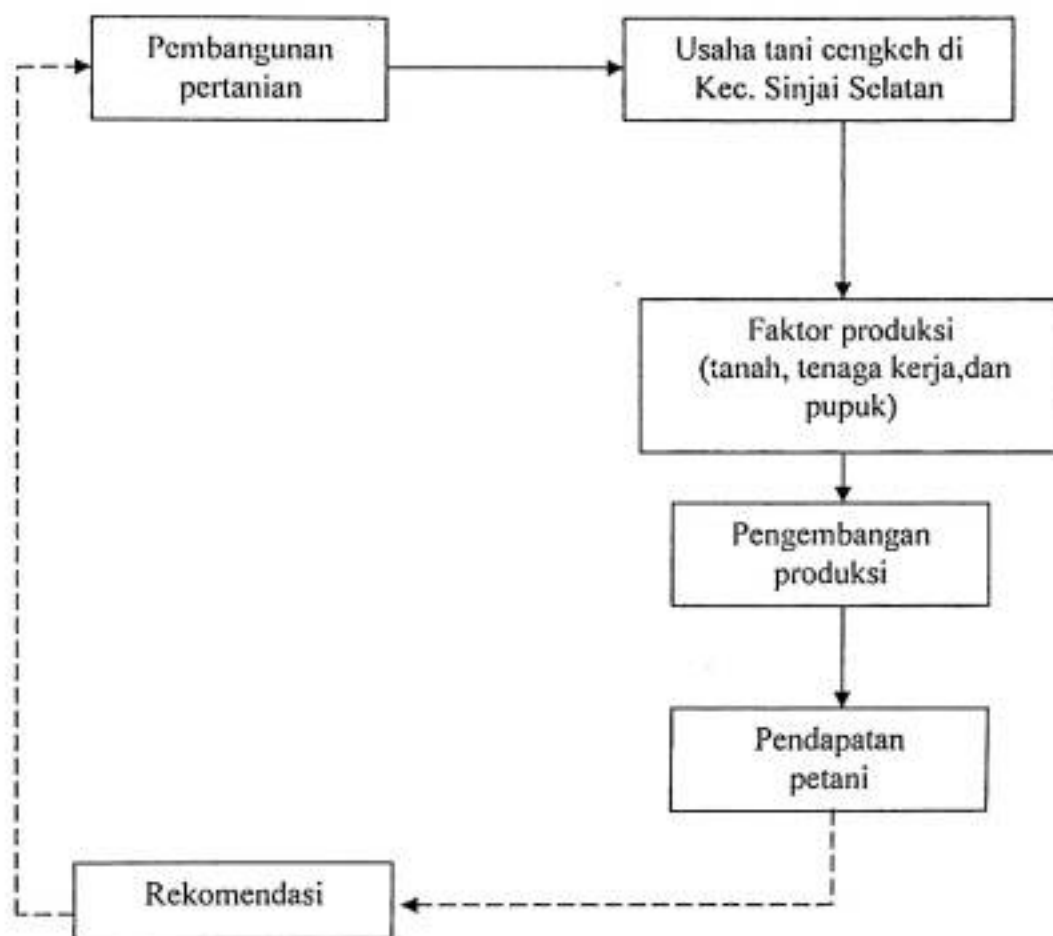 Pembangunan
pertanian
Usaha tani cengkeh di
Kec. Sinjai Selatan
Faktor produksi
(tanah, tenaga kerja,dan
pupuk)
Pengembangan
produksi
Pendapatan
petani
Rekomendasi